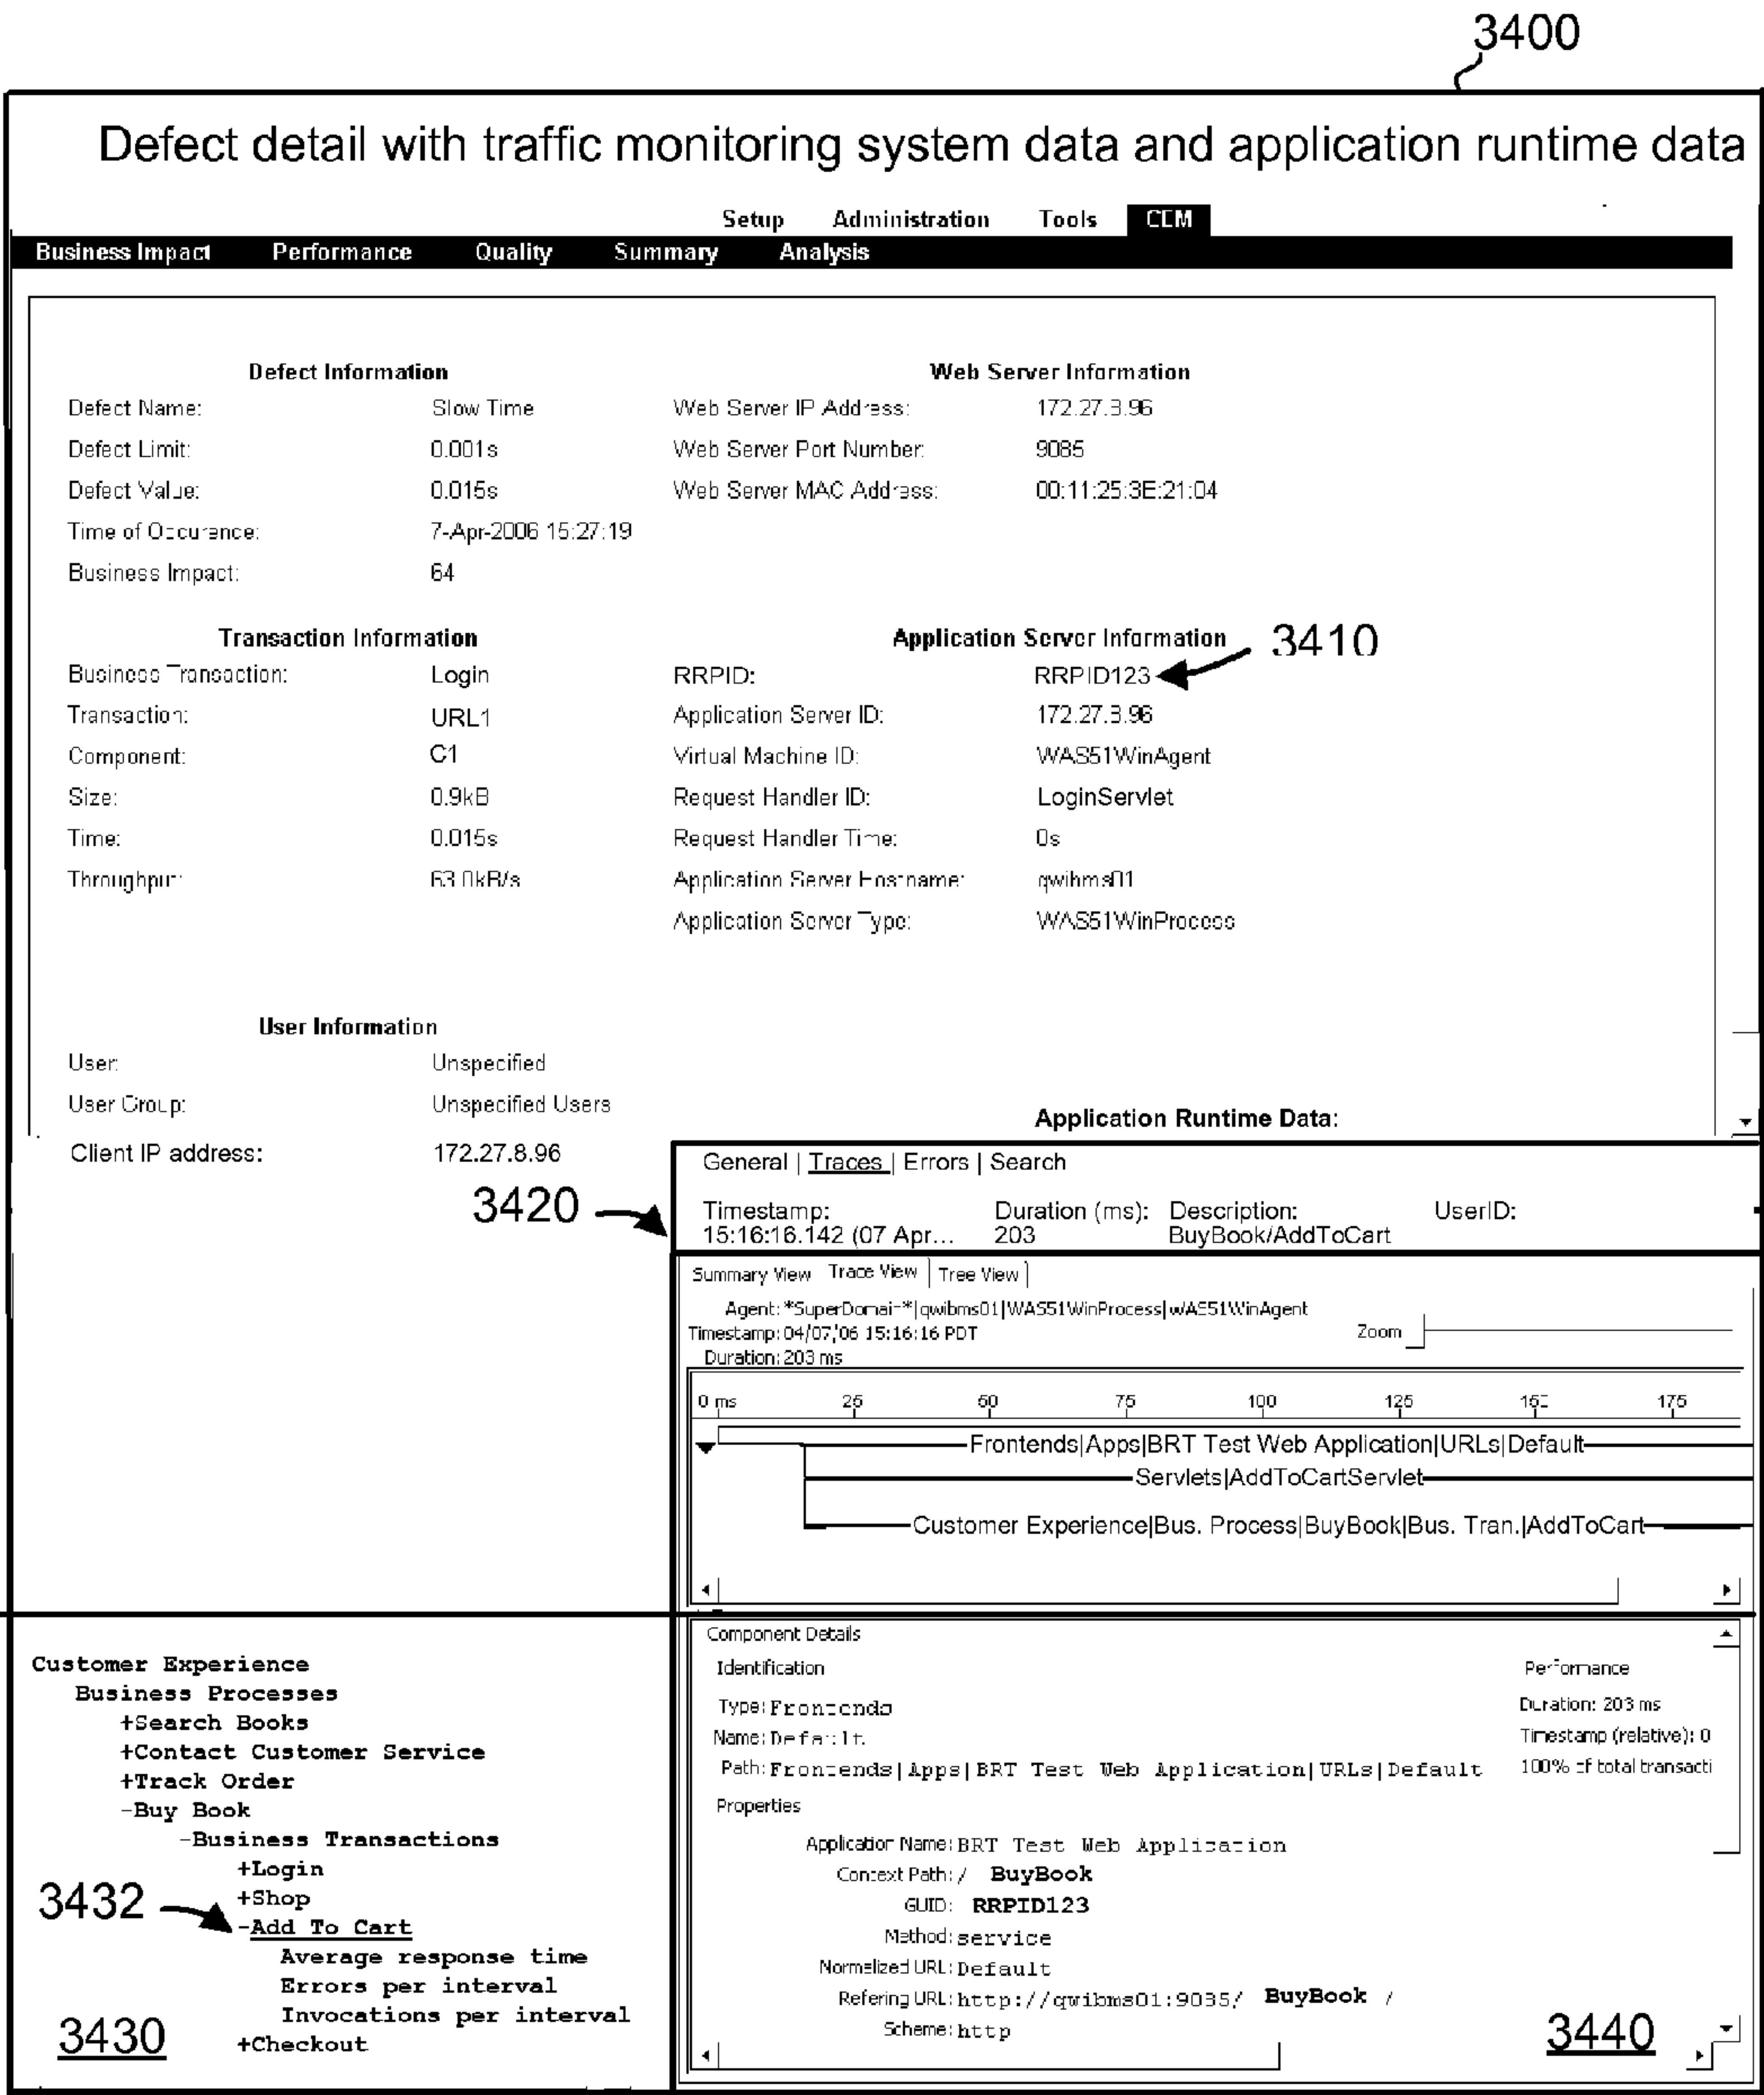 3400
Defect detail with traffic monitoring system data and application runtime data
Setup Administration Tools CEM
Business Impact Performance Quality Summary Analysis
Defect Information Web Server Information
Defect Name: Slow Time Web Server IP Address: 172.27.8.96
Defect Limit: 0.001s Web Server Port Number: 9085
Defect Value: 0.015s Web Server MAC Address: 00:11:25:3E:21:04
Time of Occurance: 7-Apr-2006 15:27:19
Business Impact: 64
Transaction Information Application Server Information 3410
Business Transaction: Login RRPID: RRPID123
Transaction: URL1 Application Server ID: 172.27.8.96
Component: C1 Virtual Machine ID: WAS51WinAgent
Size: 0.9kB Request Handler ID: LoginServlet
Time: 0.015s Request Handler Time: 0s
Throughput: 63.0kB/s Application Server Hostname: qwibms01
Application Server Type: WAS51WinProcess
User Information
User: Unspecified
User Group: Unspecified Users
Application Runtime Data:
Client IP address: 172.27.8.96
General | Traces | Errors | Search
3420
Timestamp: Duration (ms): Description: UserID:
15:16:16.142 (07 Apr... 203 BuyBook/AddToCart
Summary View Trace View Tree View
Agent: *SuperDomain*|qwibms01|WAS51WinProcess|WAS51WinAgent
Timestamp: 04/07/06 15:16:16 PDT Zoom
Duration: 203 ms
0 ms 25 50 75 100 125 150 175
Frontends|Apps|BRT Test Web Application|URLs|Default
Servlets|AddToCartServlet
Customer Experience|Bus. Process|BuyBook|Bus. Tran.|AddToCart
Component Details
Identification Performance
Type: Frontends Duration: 203 ms
Name: Default Timestamp (relative): 0
Path: Frontends|Apps|BRT Test Web Application|URLs|Default 100% of total transacti
Properties
Application Name: BRT Test Web Application
Context Path: / BuyBook
GUID: RRPID123
Method: service
Normalized URL: Default
Refering URL: http://qwibms01:9085/ BuyBook /
Scheme: http
3440
Customer Experience
Business Processes
+Search Books
+Contact Customer Service
+Track Order
-Buy Book
-Business Transactions
+Login
+Shop
3432
-Add To Cart
Average response time
Errors per interval
Invocations per interval
+Checkout
3430